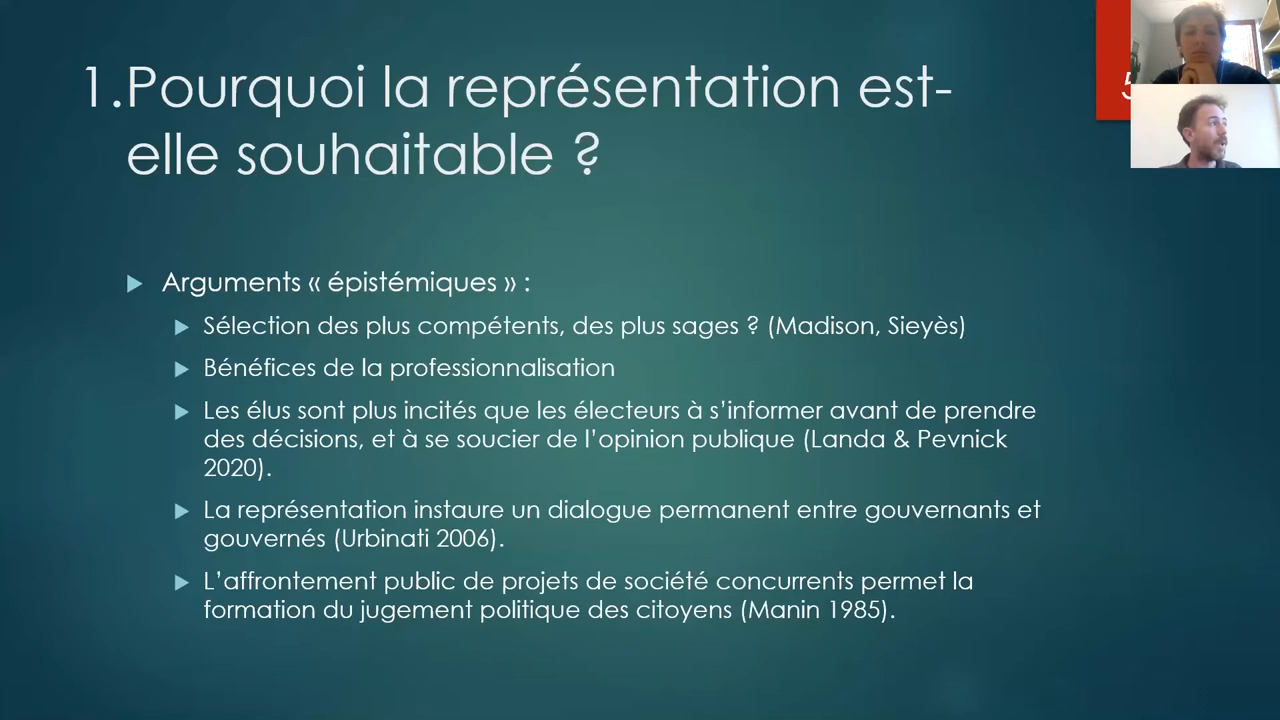 1.Pourquoi la représentation est-
elle souhaitable ?
5
Arguments « épistémiques » :
Sélection des plus compétents, des plus sages ? (Madison, Sieyès)
Bénéfices de la professionnalisation
Les élus sont plus incités que les électeurs à s’informer avant de prendre
des décisions, et à se soucier de l’opinion publique (Landa & Pevnick
2020).
La représentation instaure un dialogue permanent entre gouvernants et
gouvernés (Urbinati 2006).
L’affrontement public de projets de société concurrents permet la
formation du jugement politique des citoyens (Manin 1985).